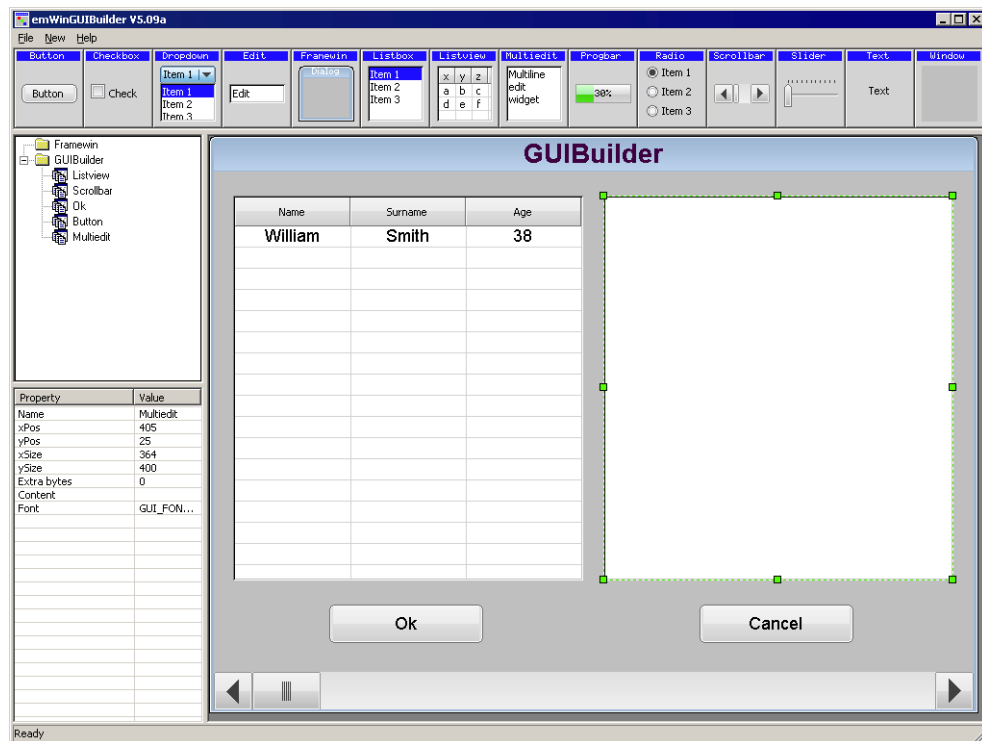 emWinGUIBuilder V5.09a
File New Help
Button Checkbox Dropdown Edit Framewin Listbox Listview Multiedit Progbar Radio Scrollbar Slider Text Window
Button
Check
Item 1
Item 1
Item 2
Item 3
Edit
Dialog
Item 1
Item 2
Item 3
x y z
a b c
d e f
Multiline
edit
widget
30%
Item 1
Item 2
Item 3
Text
Framewin
GUIBuilder
Listview
Scrollbar
Ok
Button
Multiedit
Property Value
Name Multiedit
xPos 405
yPos 25
xSize 364
ySize 400
Extra bytes 0
Content
Font GUI_FON...
GUIBuilder
Name Surname Age
William Smith 38
Ok Cancel
Ready